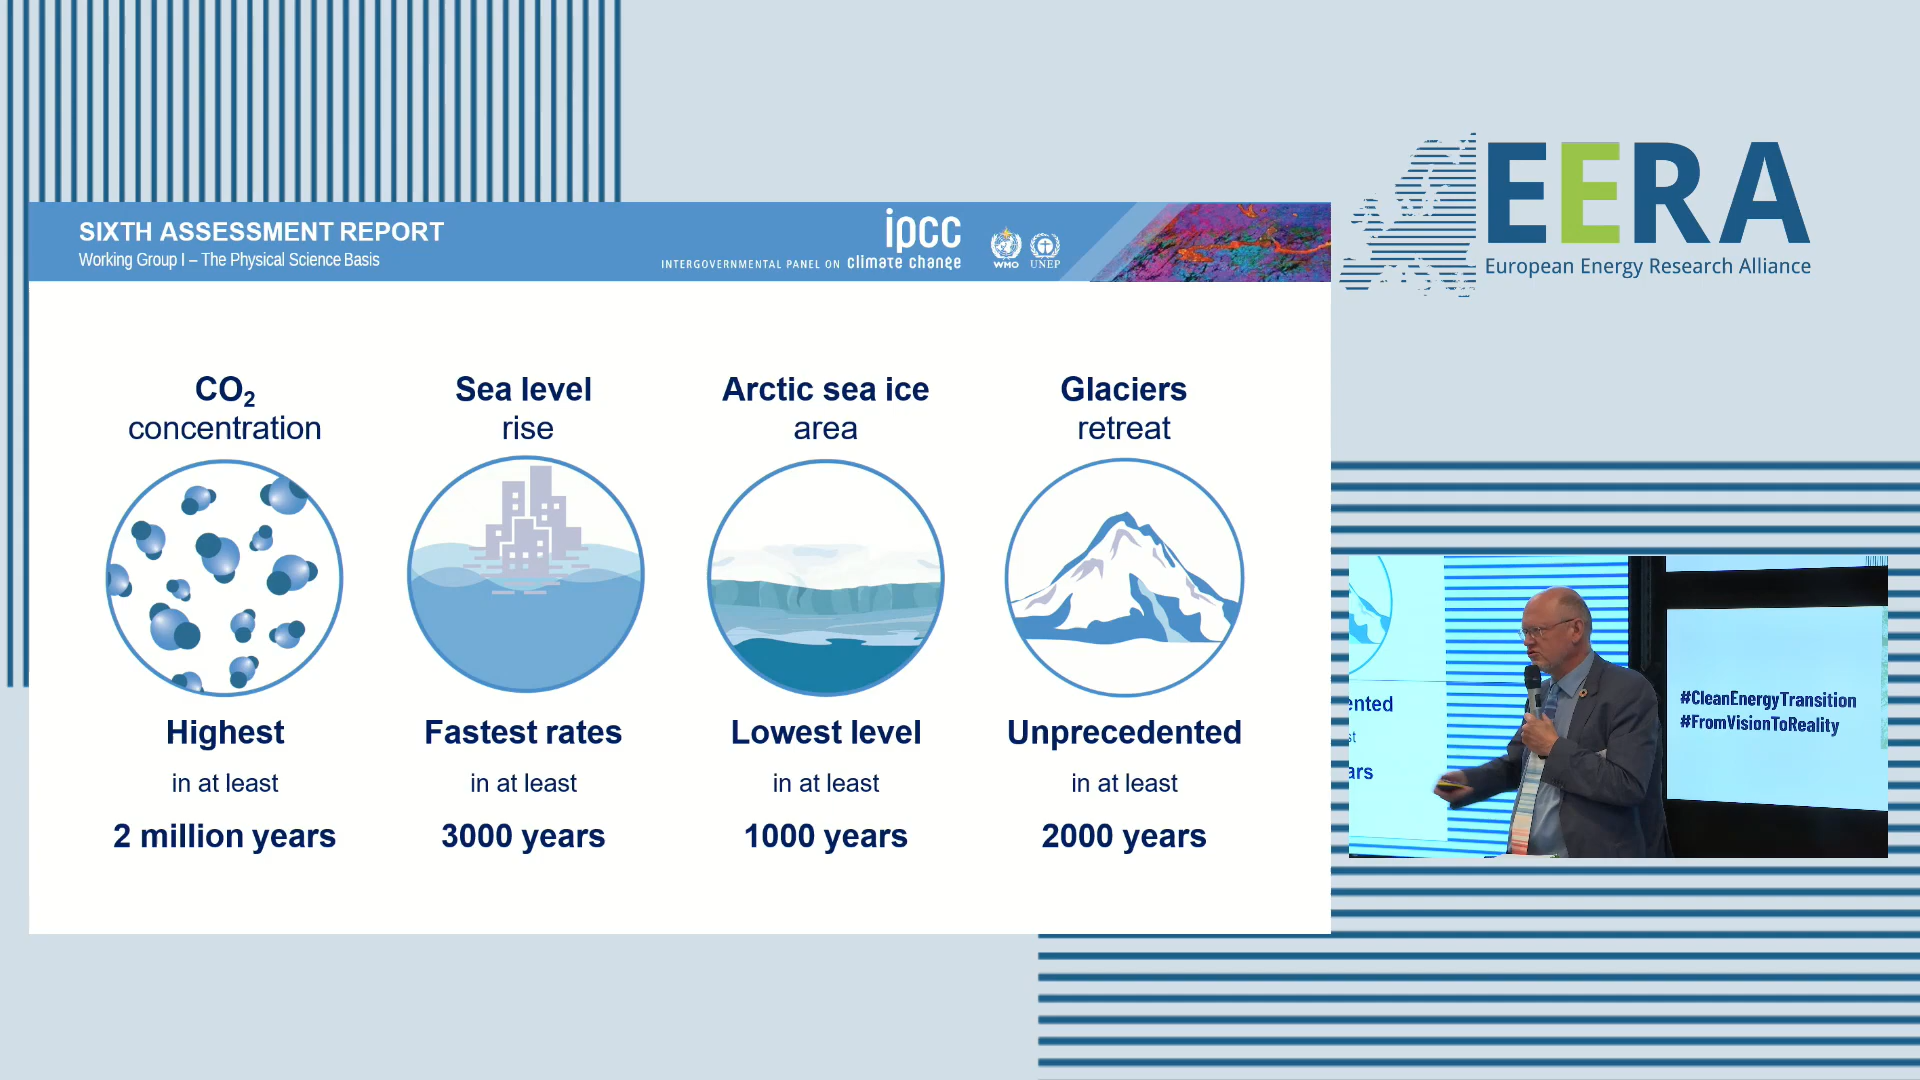 SIXTH ASSESSMENT REPORT
Working Group I – The Physical Science Basis
ipcc
INTERGOVERNMENTAL PANEL ON climate change
WMO
UNEP
EERA
European Energy Research Alliance
CO₂
concentration
Sea level
rise
Arctic sea ice
area
Glaciers
retreat
Highest
in at least
2 million years
Fastest rates
in at least
3000 years
Lowest level
in at least
1000 years
Unprecedented
in at least
2000 years
ented
st
ars
#CleanEnergyTransition
#FromVisionToReality